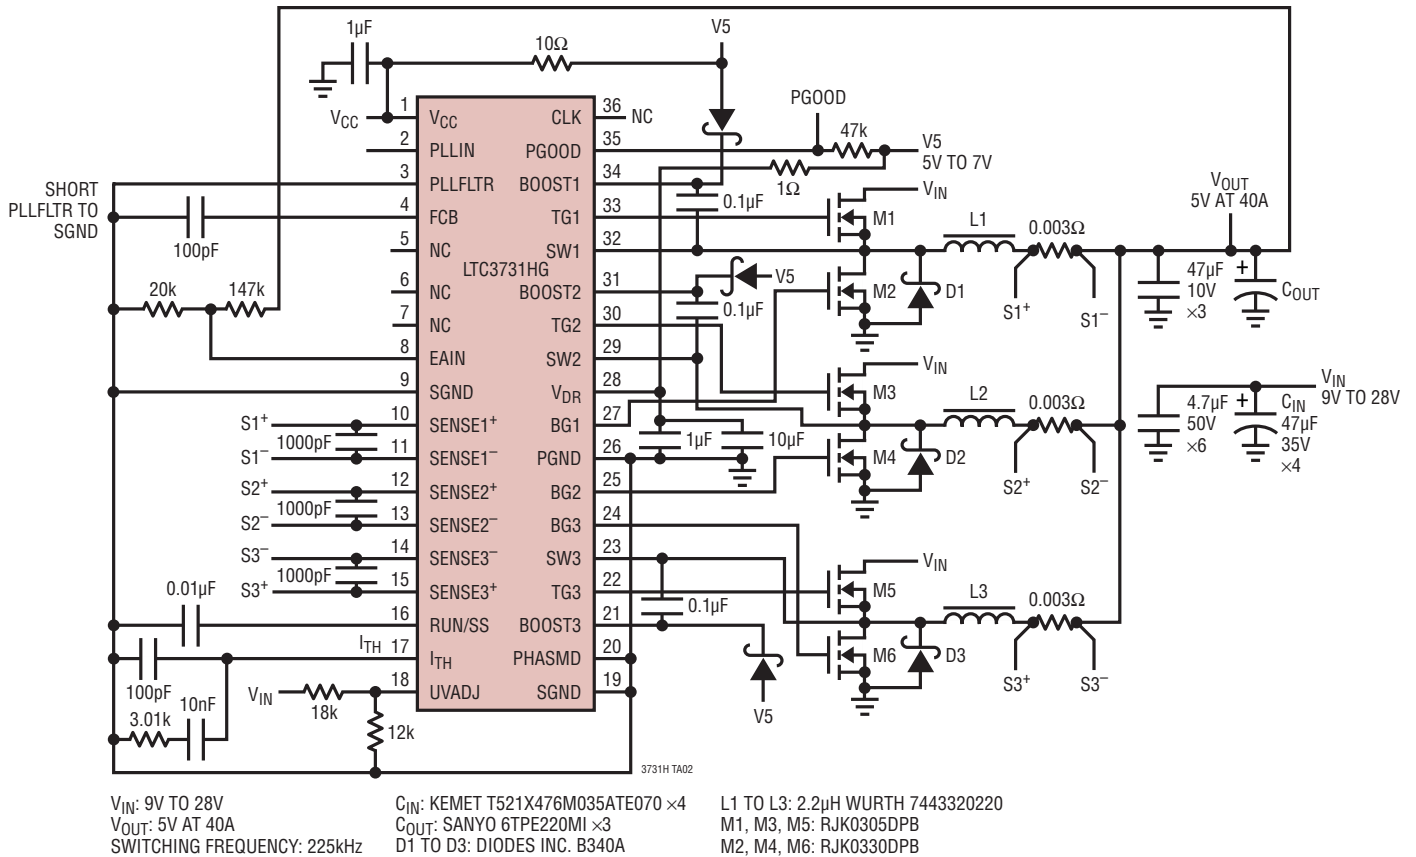 1µF
10Ω
V5
VCC
1
VCC
CLK
36
NC
PGOOD
47k
V5
5V TO 7V
2
PLLIN
PGOOD
35
1Ω
3
PLLFLTR
BOOST1
34
SHORT
PLLFLTR TO
SGND
100pF
4
FCB
TG1
33
0.1µF
VIN
M1
5
NC
SW1
32
L1
0.003Ω
VOUT
5V AT 40A
LTC3731HG
6
NC
BOOST2
31
V5
M2
D1
S1+
S1–
47µF
10V
×3
+
COUT
20k
147k
7
NC
TG2
30
0.1µF
8
EAIN
SW2
29
VIN
M3
9
SGND
VDR
28
L2
0.003Ω
4.7µF
50V
×6
+
CIN
47µF
35V
×4
VIN
9V TO 28V
S1+
10
SENSE1+
BG1
27
1000pF
1µF
10µF
S1–
11
SENSE1–
PGND
26
M4
D2
S2+
S2–
S2+
12
SENSE2+
BG2
25
1000pF
S2–
13
SENSE2–
BG3
24
S3–
14
SENSE3–
SW3
23
VIN
1000pF
S3+
15
SENSE3+
TG3
22
M5
L3
0.003Ω
0.01µF
0.1µF
16
RUN/SS
BOOST3
21
ITH
17
ITH
PHASMD
20
M6
D3
S3+
S3–
100pF
VIN
18k
18
UVADJ
SGND
19
V5
3.01k
10nF
12k
3731H TA02
VIN: 9V TO 28V
VOUT: 5V AT 40A
SWITCHING FREQUENCY: 225kHz
CIN: KEMET T521X476M035ATE070 ×4
COUT: SANYO 6TPE220MI ×3
D1 TO D3: DIODES INC. B340A
L1 TO L3: 2.2µH WURTH 7443320220
M1, M3, M5: RJK0305DPB
M2, M4, M6: RJK0330DPB